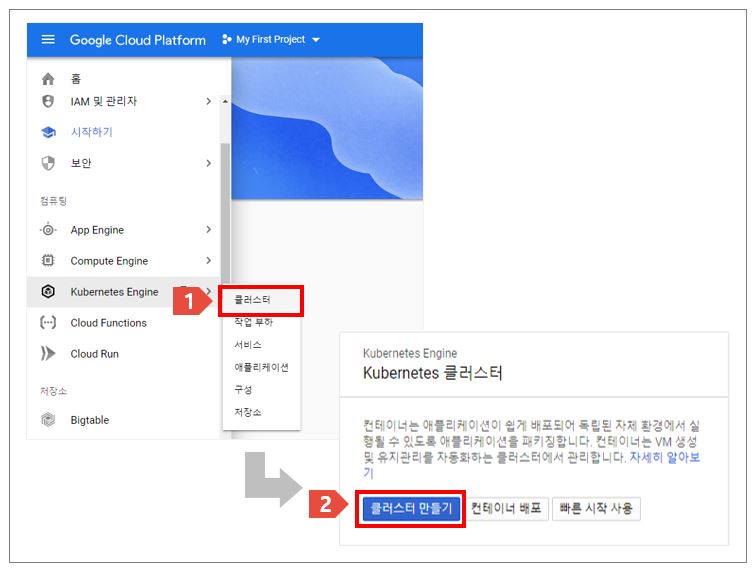 Google Cloud Platform My First Project
홈
IAM 및 관리자
시작하기
보안
컴퓨팅
App Engine
Compute Engine
Kubernetes Engine
Cloud Functions
Cloud Run
저장소
Bigtable
1
클러스터
작업 부하
서비스
애플리케이션
구성
저장소
Kubernetes Engine
Kubernetes 클러스터
컨테이너는 애플리케이션이 쉽게 배포되어 독립된 자체 환경에서 실
행될 수 있도록 애플리케이션을 패키징합니다. 컨테이너는 VM 생성
및 유지관리를 자동화하는 클러스터에서 관리합니다. 자세히 알아보
기
2
클러스터 만들기 컨테이너 배포 빠른 시작 사용